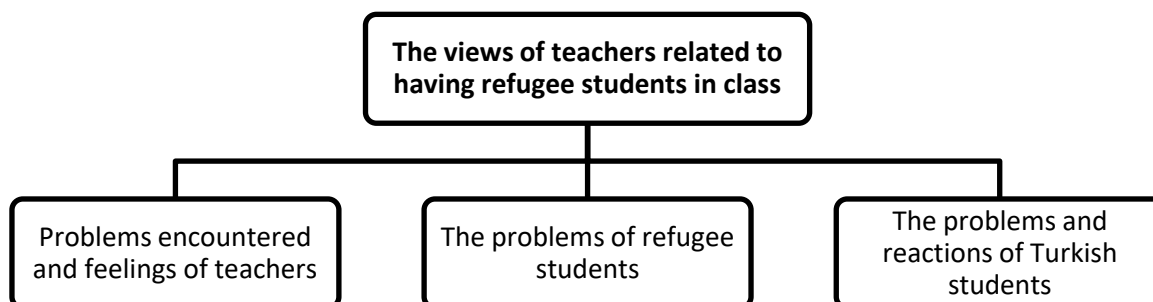 The views of teachers related to
having refugee students in class
Problems encountered
and feelings of teachers
The problems of refugee
students
The problems and
reactions of Turkish
students